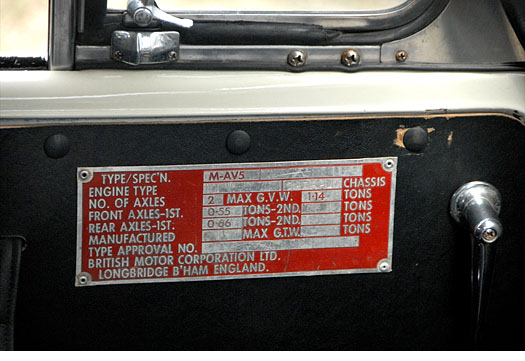 TYPE/SPEC'N. M-AV5
ENGINE TYPE CHASSIS
NO. OF AXLES 2 MAX G.V.W. 1·14 TONS
FRONT AXLES-1ST. 0·55 TONS-2ND. TONS
REAR AXLES-1ST. 0·66 TONS-2ND. TONS
MANUFACTURED MAX G.T.W. TONS
TYPE APPROVAL NO.
BRITISH MOTOR CORPORATION LTD.
LONGBRIDGE B'HAM ENGLAND.